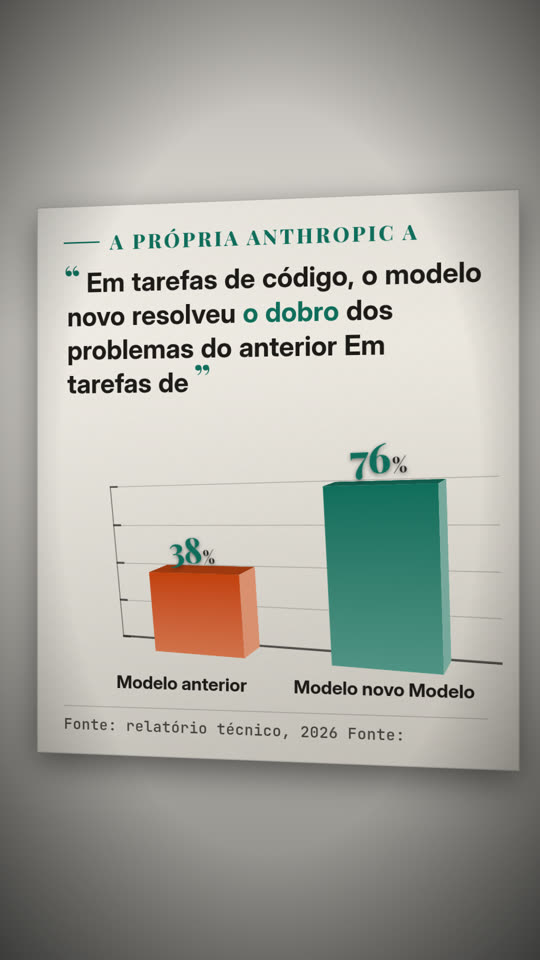 A PRÓPRIA ANTHROPIC A
“ Em tarefas de código, o modelo
novo resolveu o dobro dos
problemas do anterior Em
tarefas de ”
76%
38%
Modelo anterior
Modelo novo Modelo
Fonte: relatório técnico, 2026 Fonte: